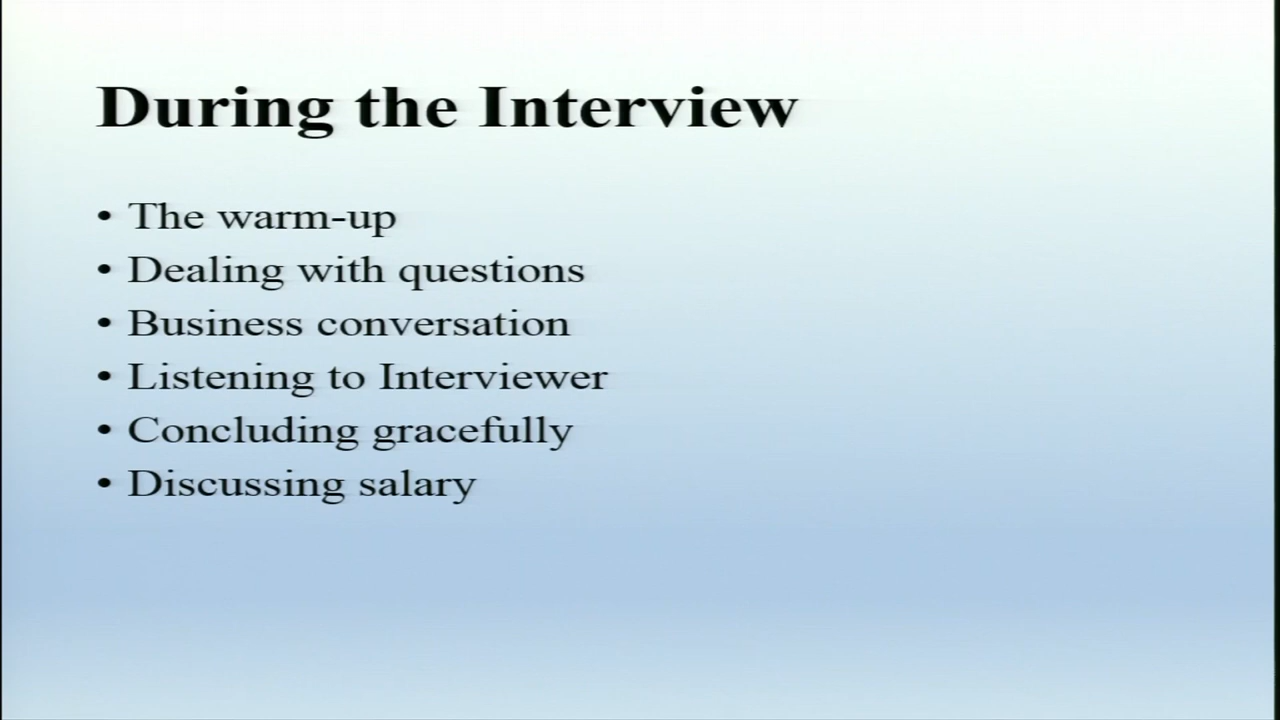 During the Interview
• The warm-up
• Dealing with questions
• Business conversation
• Listening to Interviewer
• Concluding gracefully
• Discussing salary